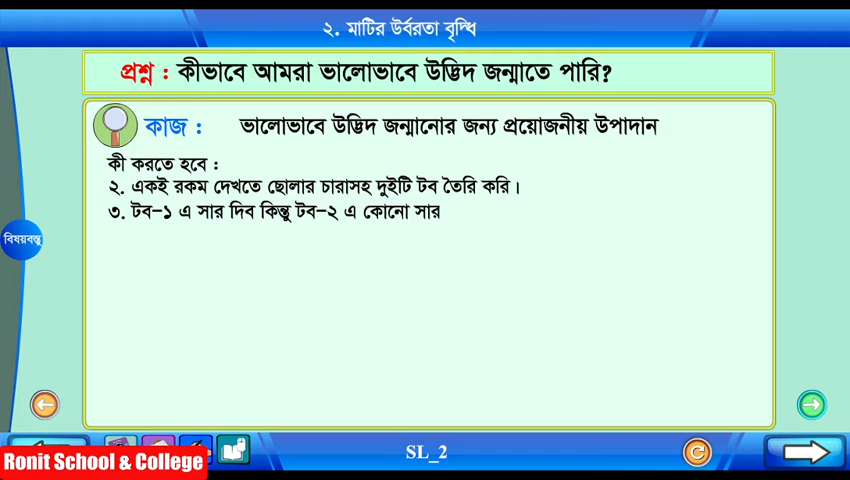 ২. মাটির উর্বরতা বৃদ্ধি
প্রশ্ন : কীভাবে আমরা ভালোভাবে উদ্ভিদ জন্মাতে পারি?
কাজ : ভালোভাবে উদ্ভিদ জন্মানোর জন্য প্রয়োজনীয় উপাদান
কী করতে হবে :
২. একই রকম দেখতে ছোলার চারাসহ দুইটি টব তৈরি করি।
৩. টব-১ এ সার দিব কিন্তু টব-২ এ কোনো সার
বিষয়বস্তু
SL_2
Ronit School & College